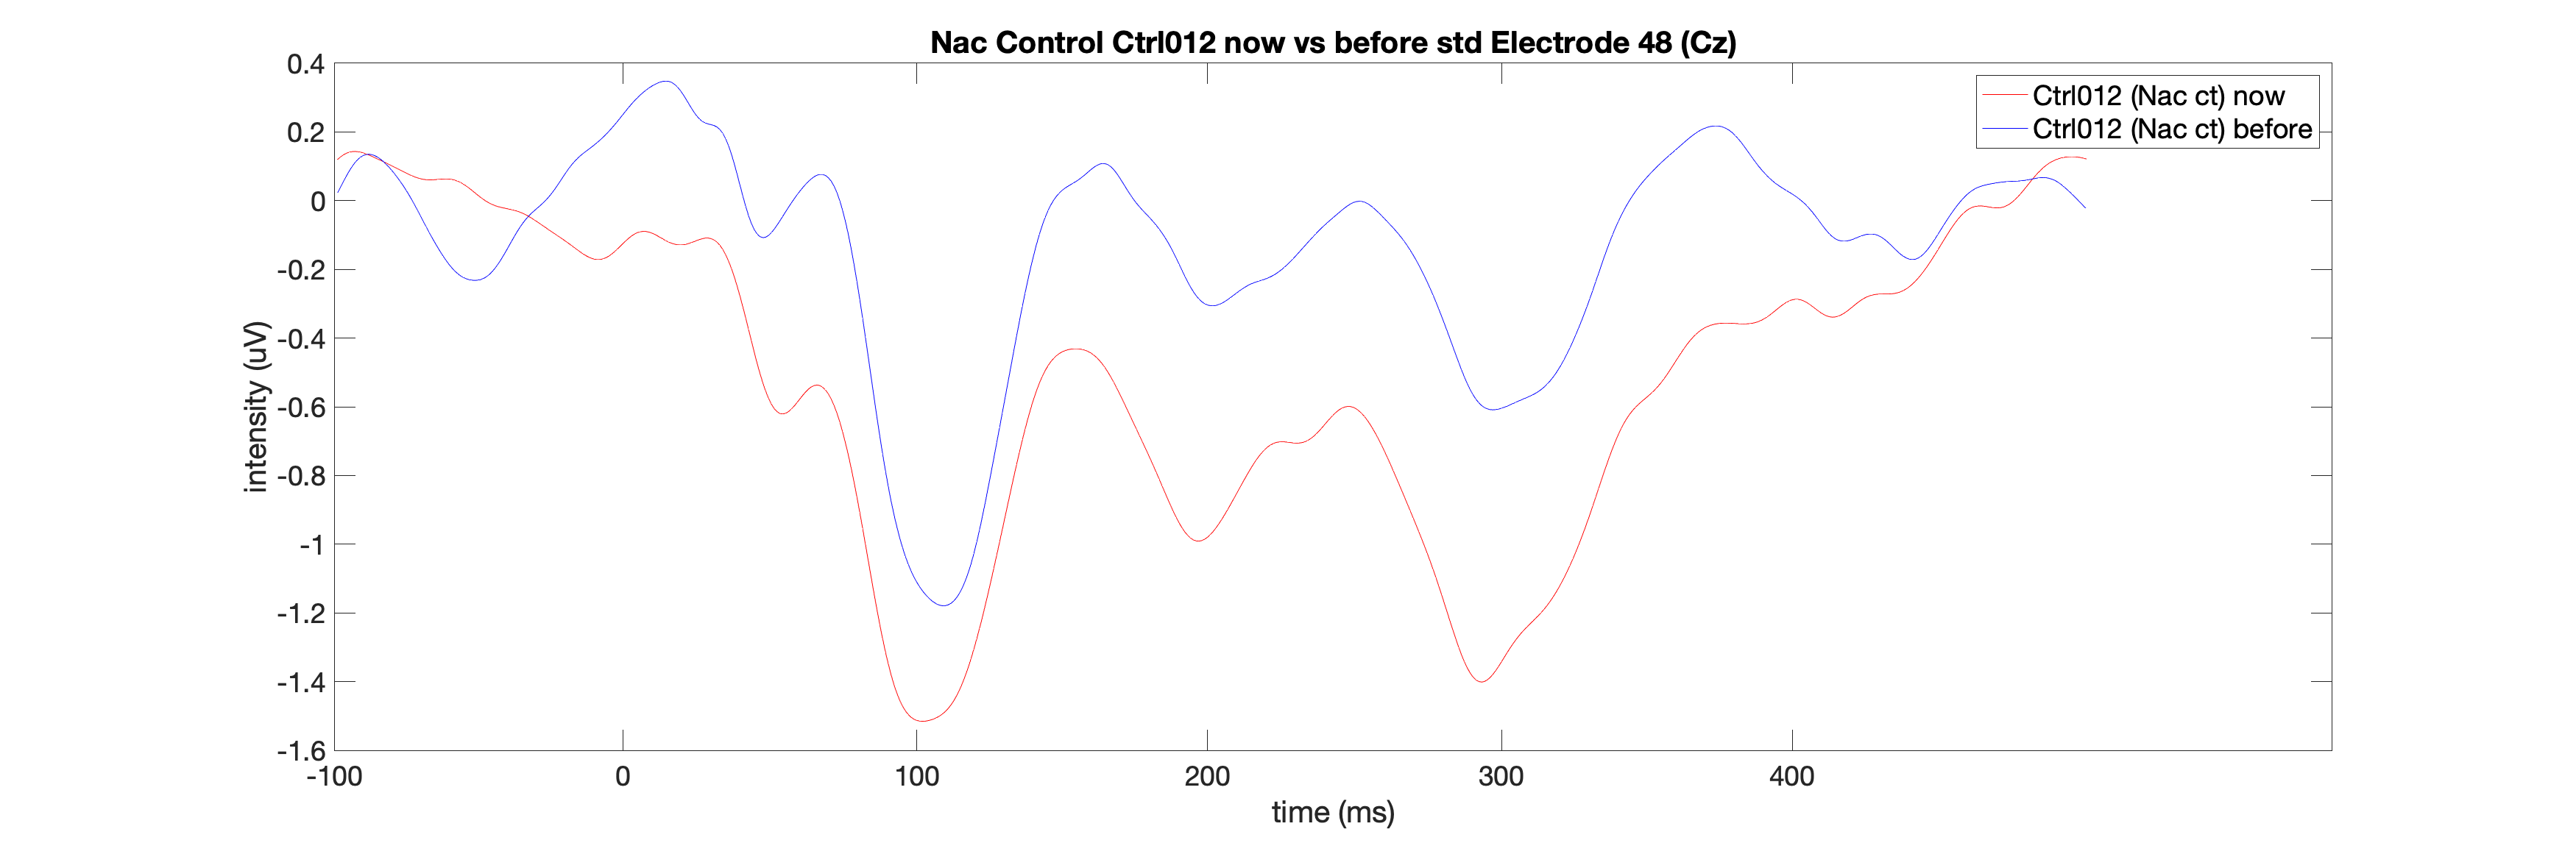 Nac Control Ctrl012 now vs before std Electrode 48 (Cz)
Ctrl012 (Nac ct) now
Ctrl012 (Nac ct) before
intensity (uV)
0.4
0.2
0
-0.2
-0.4
-0.6
-0.8
-1
-1.2
-1.4
-1.6
-100 0 100 200 300 400
time (ms)